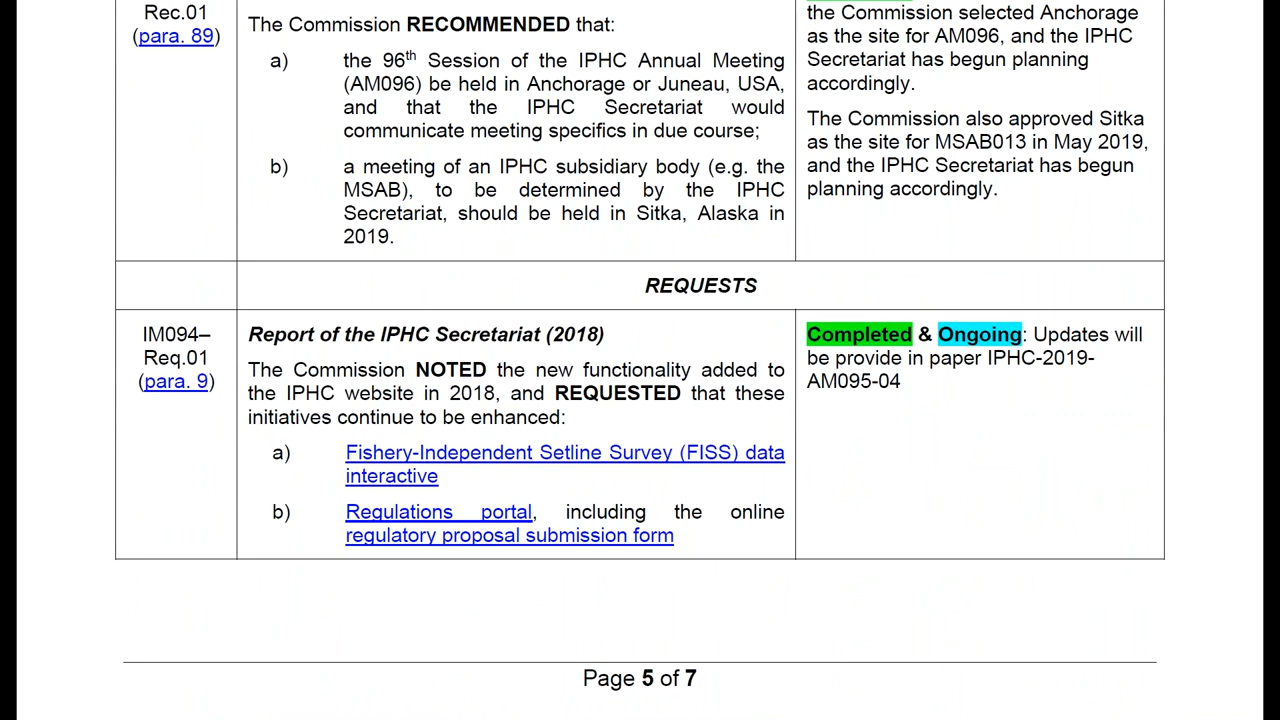 Rec.01
(para. 89)
The Commission RECOMMENDED that:
a) the 96th Session of the IPHC Annual Meeting
(AM096) be held in Anchorage or Juneau, USA,
and that the IPHC Secretariat would
communicate meeting specifics in due course;
b) a meeting of an IPHC subsidiary body (e.g. the
MSAB), to be determined by the IPHC
Secretariat, should be held in Sitka, Alaska in
2019.
the Commission selected Anchorage
as the site for AM096, and the IPHC
Secretariat has begun planning
accordingly.
The Commission also approved Sitka
as the site for MSAB013 in May 2019,
and the IPHC Secretariat has begun
planning accordingly.
REQUESTS
IM094–
Req.01
(para. 9)
Report of the IPHC Secretariat (2018)
The Commission NOTED the new functionality added to
the IPHC website in 2018, and REQUESTED that these
initiatives continue to be enhanced:
a) Fishery-Independent Setline Survey (FISS) data
interactive
b) Regulations portal, including the online
regulatory proposal submission form
Completed & Ongoing: Updates will
be provide in paper IPHC-2019-
AM095-04
Page 5 of 7